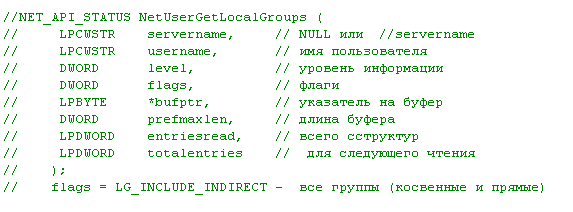 //NET_API_STATUS NetUserGetLocalGroups (
// LPCWSTR servername, // NULL или //servername
// LPCWSTR username, // имя пользователя
// DWORD level, // уровень информации
// DWORD flags, // флаги
// LPBYTE *bufptr, // указатель на буфер
// DWORD prefmaxlen, // длина буфера
// LPDWORD entriesread, // всего сструктур
// LPDWORD totalentries // для следующего чтения
// );
// flags = LG_INCLUDE_INDIRECT - все группы (косвенные и прямые)